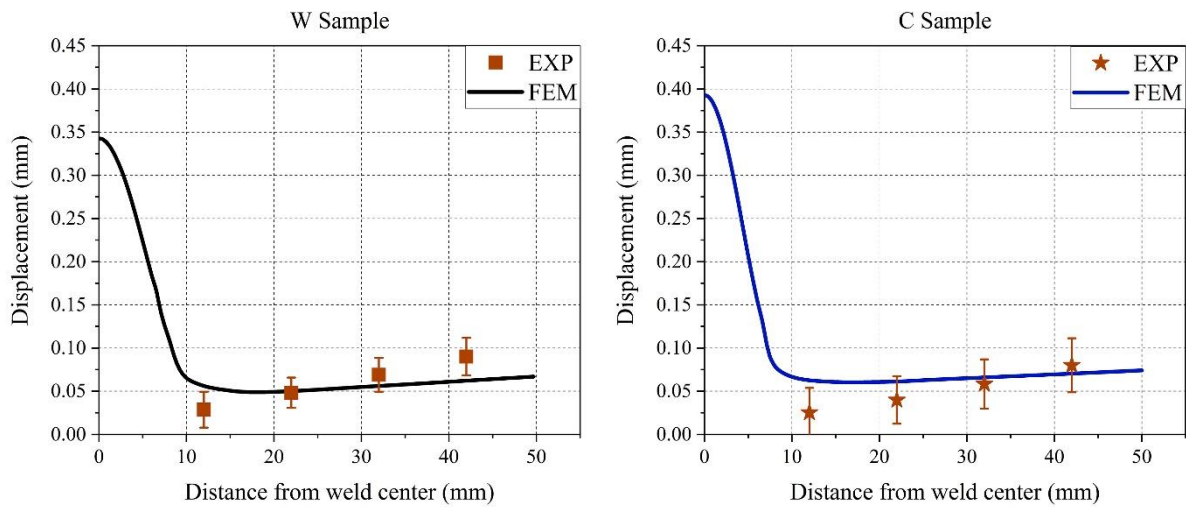 W Sample
0.45
0.40
0.35
0.30
0.25
0.20
0.15
0.10
0.05
0.00
Displacement (mm)
EXP
FEM
0 10 20 30 40 50
Distance from weld center (mm)
C Sample
0.45
0.40
0.35
0.30
0.25
0.20
0.15
0.10
0.05
0.00
Displacement (mm)
EXP
FEM
0 10 20 30 40 50
Distance from weld center (mm)